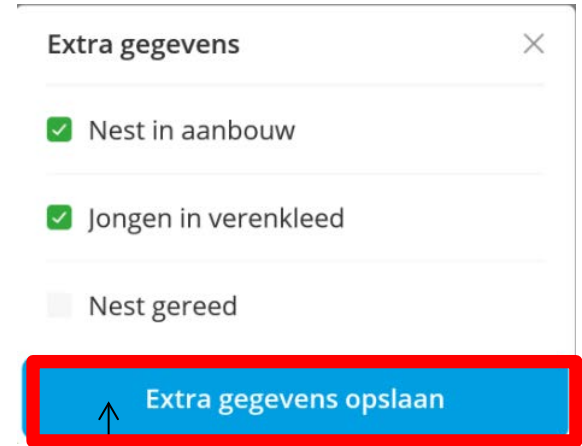 Extra gegevens
Nest in aanbouw
Jongen in verenkleed
Nest gereed
Extra gegevens opslaan